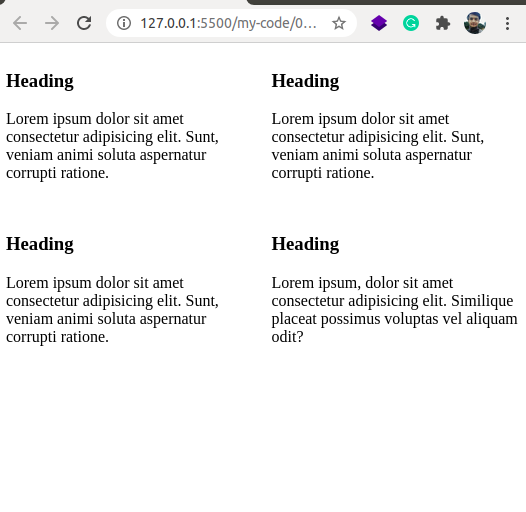 127.0.0.1:5500/my-code/0...
Heading
Lorem ipsum dolor sit amet
consectetur adipisicing elit. Sunt,
veniam animi soluta aspernatur
corrupti ratione.
Heading
Lorem ipsum dolor sit amet
consectetur adipisicing elit. Sunt,
veniam animi soluta aspernatur
corrupti ratione.
Heading
Lorem ipsum dolor sit amet
consectetur adipisicing elit. Sunt,
veniam animi soluta aspernatur
corrupti ratione.
Heading
Lorem ipsum, dolor sit amet
consectetur adipisicing elit. Similique
placeat possimus voluptas vel aliquam
odit?